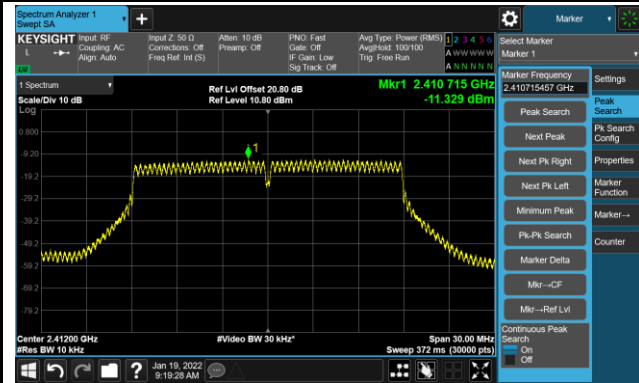 Spectrum Analyzer 1
Swept SA
Marker
KEYSIGHT
Input: RF
Coupling: AC
Align: Auto
Input Z: 50 Ω
Corrections: Off
Freq Ref: Int (S)
Atten: 10 dB
Preamp: Off
PNO: Fast
Gate: Off
IF Gain: Low
Sig Track: Off
Avg Type: Power (RMS)
Avg|Hold: 100/100
Trig: Free Run
1 2 3 4 5 6
A W W W W W
A N N N N N
L
LXI
Select Marker
Marker 1
1 Spectrum
Scale/Div 10 dB
Log
Ref Lvl Offset 20.80 dB
Ref Level 10.80 dBm
Mkr1 2.410 715 GHz
-11.329 dBm
0.800
-9.20
-19.2
-29.2
-39.2
-49.2
-59.2
-69.2
-79.2
1
Center 2.41200 GHz
#Res BW 10 kHz
#Video BW 30 kHz*
Span 30.00 MHz
Sweep 372 ms (30000 pts)
Marker Frequency
2.410715457 GHz
Peak Search
Next Peak
Next Pk Right
Next Pk Left
Minimum Peak
Pk-Pk Search
Marker Delta
Mkr→CF
Mkr→Ref Lvl
Continuous Peak
Search
On
Off
Settings
Peak
Search
Pk Search
Config
Properties
Marker
Function
Marker→
Counter
?
Jan 19, 2022
9:19:28 AM